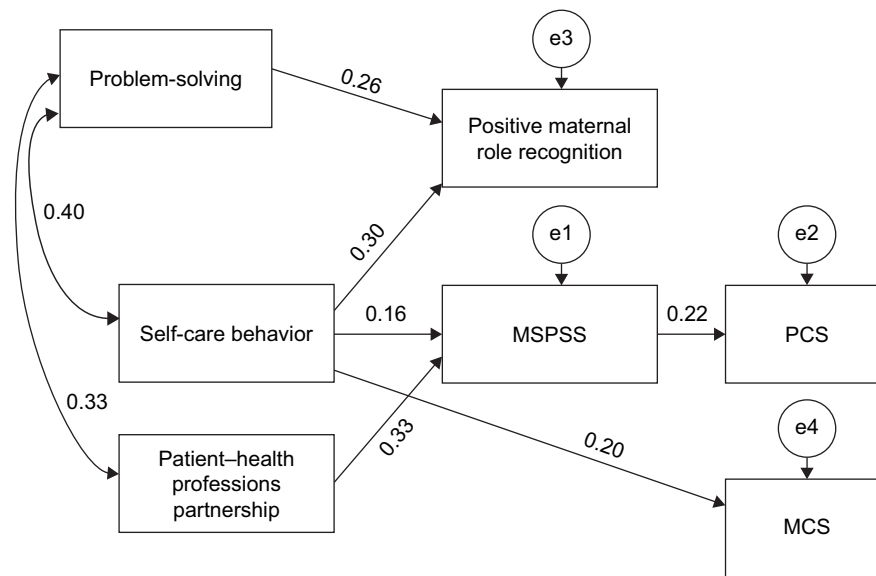 e3
Problem-solving
0.26
Positive maternal
role recognition
0.40
0.30
e1
e2
Self-care behavior
0.16
MSPSS
0.22
PCS
0.33
0.33
0.20
e4
Patient–health
professions
partnership
MCS